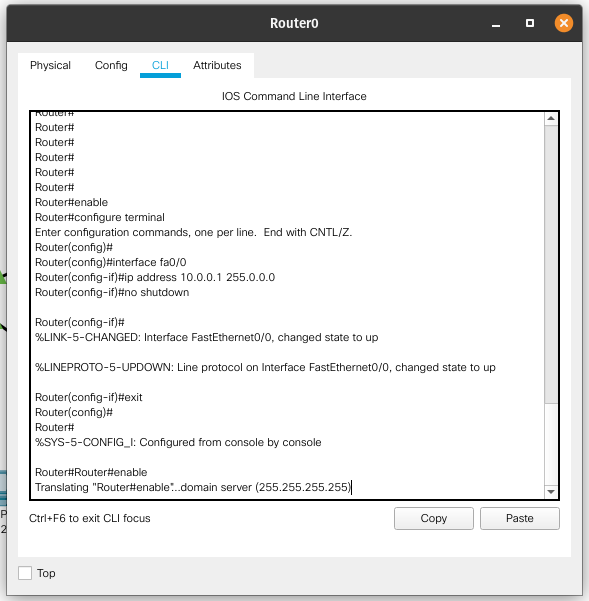 Router0
Physical Config CLI Attributes
IOS Command Line Interface
Router#
Router#
Router#
Router#
Router#
Router#
Router#enable
Router#configure terminal
Enter configuration commands, one per line.  End with CNTL/Z.
Router(config)#
Router(config)#interface fa0/0
Router(config-if)#ip address 10.0.0.1 255.0.0.0
Router(config-if)#no shutdown
Router(config-if)#
%LINK-5-CHANGED: Interface FastEthernet0/0, changed state to up
%LINEPROTO-5-UPDOWN: Line protocol on Interface FastEthernet0/0, changed state to up
Router(config-if)#exit
Router(config)#
Router#
%SYS-5-CONFIG_I: Configured from console by console
Router#Router#enable
Translating "Router#enable"...domain server (255.255.255.255)
Ctrl+F6 to exit CLI focus
Copy Paste
P
2
Top